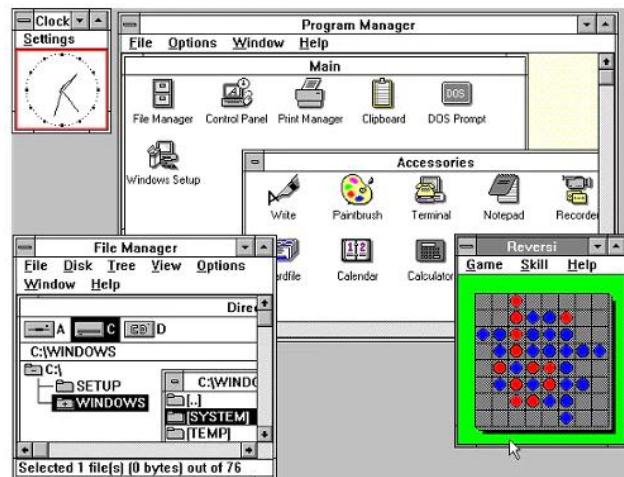 Clock
Settings
Program Manager
File Options Window Help
Main
File Manager
Control Panel
Print Manager
Clipboard
DOS
DOS Prompt
Windows Setup
Accessories
Write
Paintbrush
Terminal
Notepad
Recorder
rdfile
Calendar
Calculator
File Manager
File Disk Tree View Options
Window Help
Direc
A
C
CD
D
C:\WINDOWS
C:\
SETUP
WINDOWS
C:\WINDO
[..]
[SYSTEM]
[TEMP]
Selected 1 file(s) (0 bytes) out of 76
Reversi
Game Skill Help